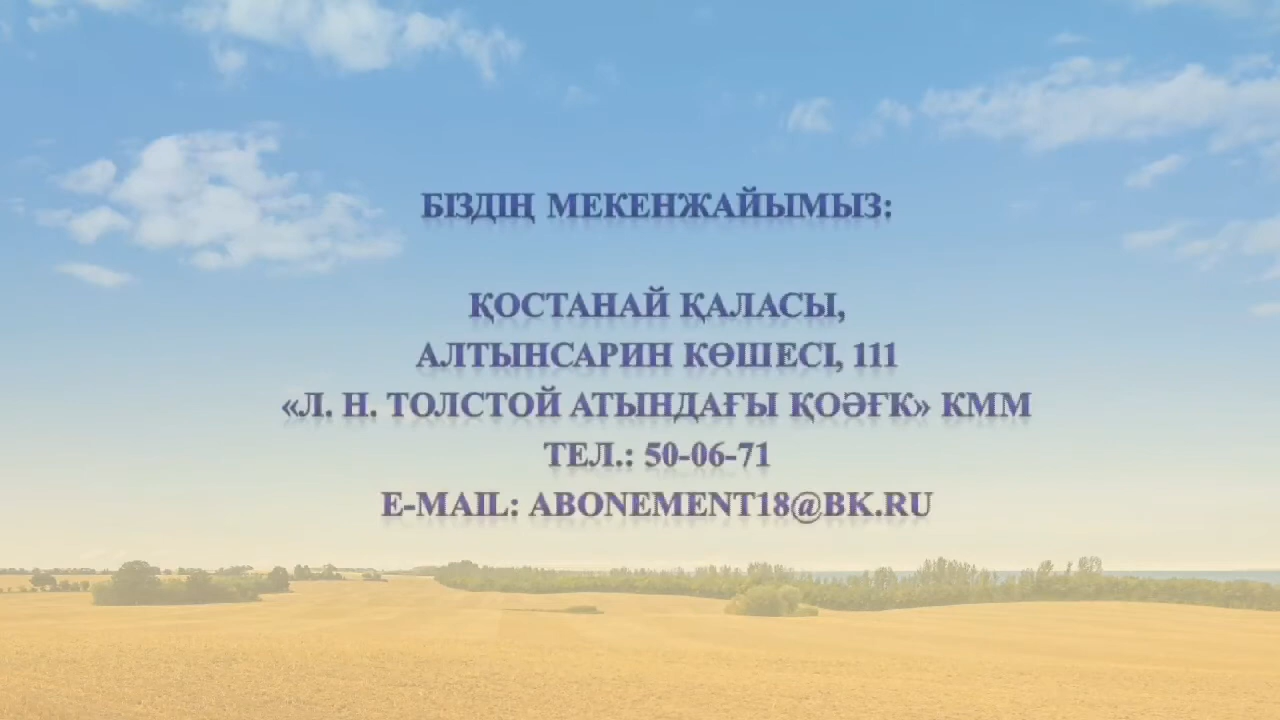 БІЗДІҢ МЕКЕНЖАЙЫМЫЗ:
ҚОСТАНАЙ ҚАЛАСЫ,
АЛТЫНСАРИН КӨШЕСІ, 111
«Л. Н. ТОЛСТОЙ АТЫНДАҒЫ ҚОӘҒК» КММ
ТЕЛ.: 50-06-71
E-MAIL: ABONEMENT18@BK.RU